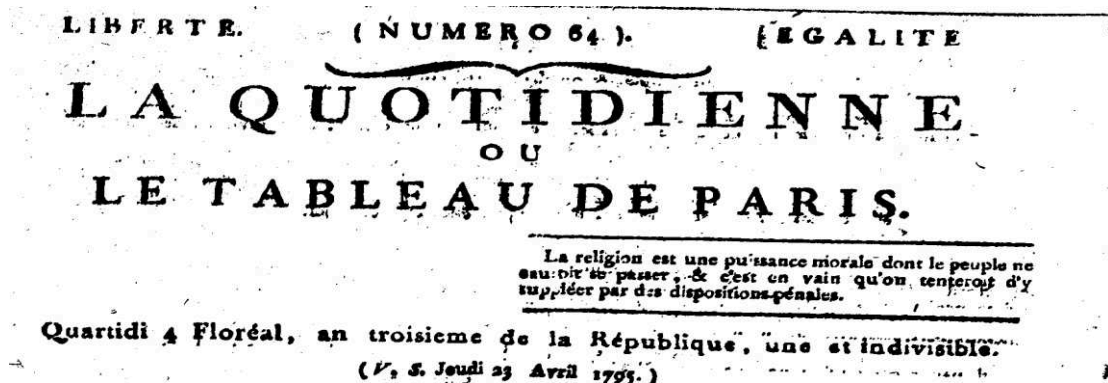 LIBERTE. (NUMERO 64). EGALITE
LA QUOTIDIENNE
OU
LE TABLEAU DE PARIS.
La religion est une puissance morale dont le peuple ne
sauroit se passer, & c'est en vain qu'on tenteroit d'y
suppléer par des dispositions pénales.
Quartidi 4 Floréal, an troisieme de la République, une et indivisible.
(V. S. Jeudi 23 Avril 1795.)